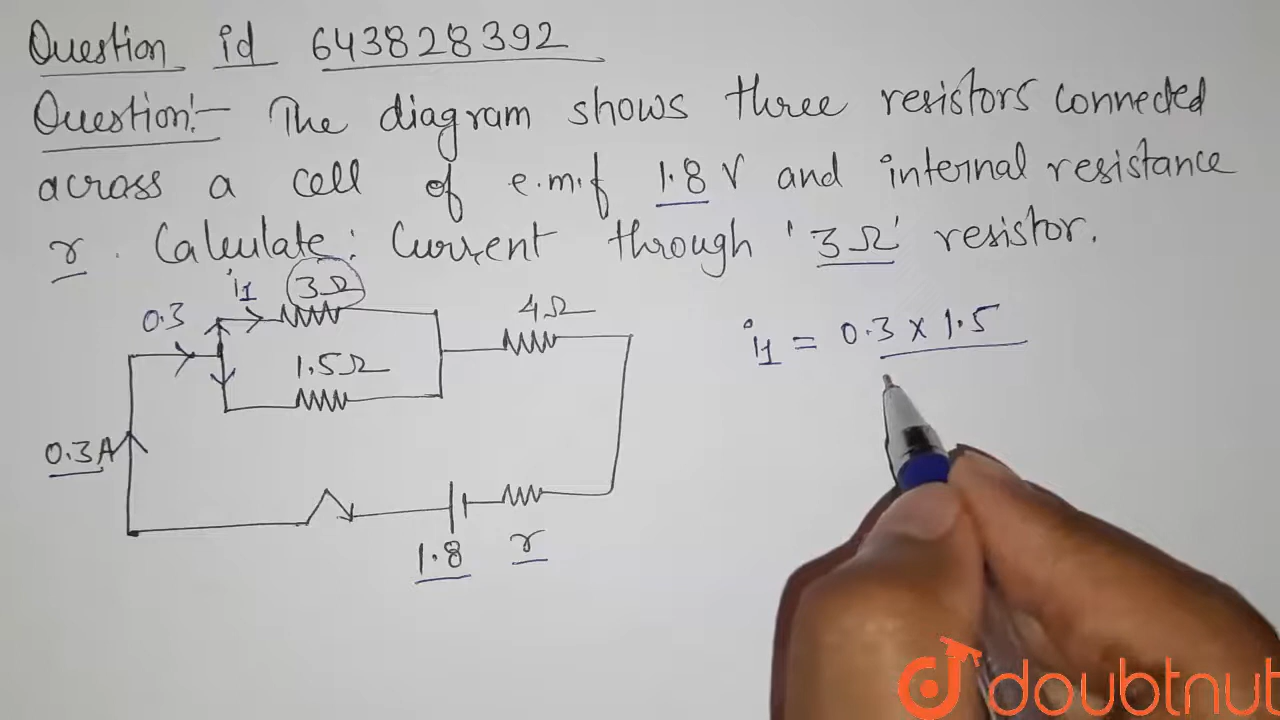 Question id 643828392
Question:- The diagram shows three resistors connected
across a cell of e.m.f 1.8 V and internal resistance
r. Calculate: Current through '3Ω' resistor.
i1 3Ω
0.3
4Ω
i1 = 0.3 × 1.5
1.5Ω
0.3A
1.8 r
doubtnut